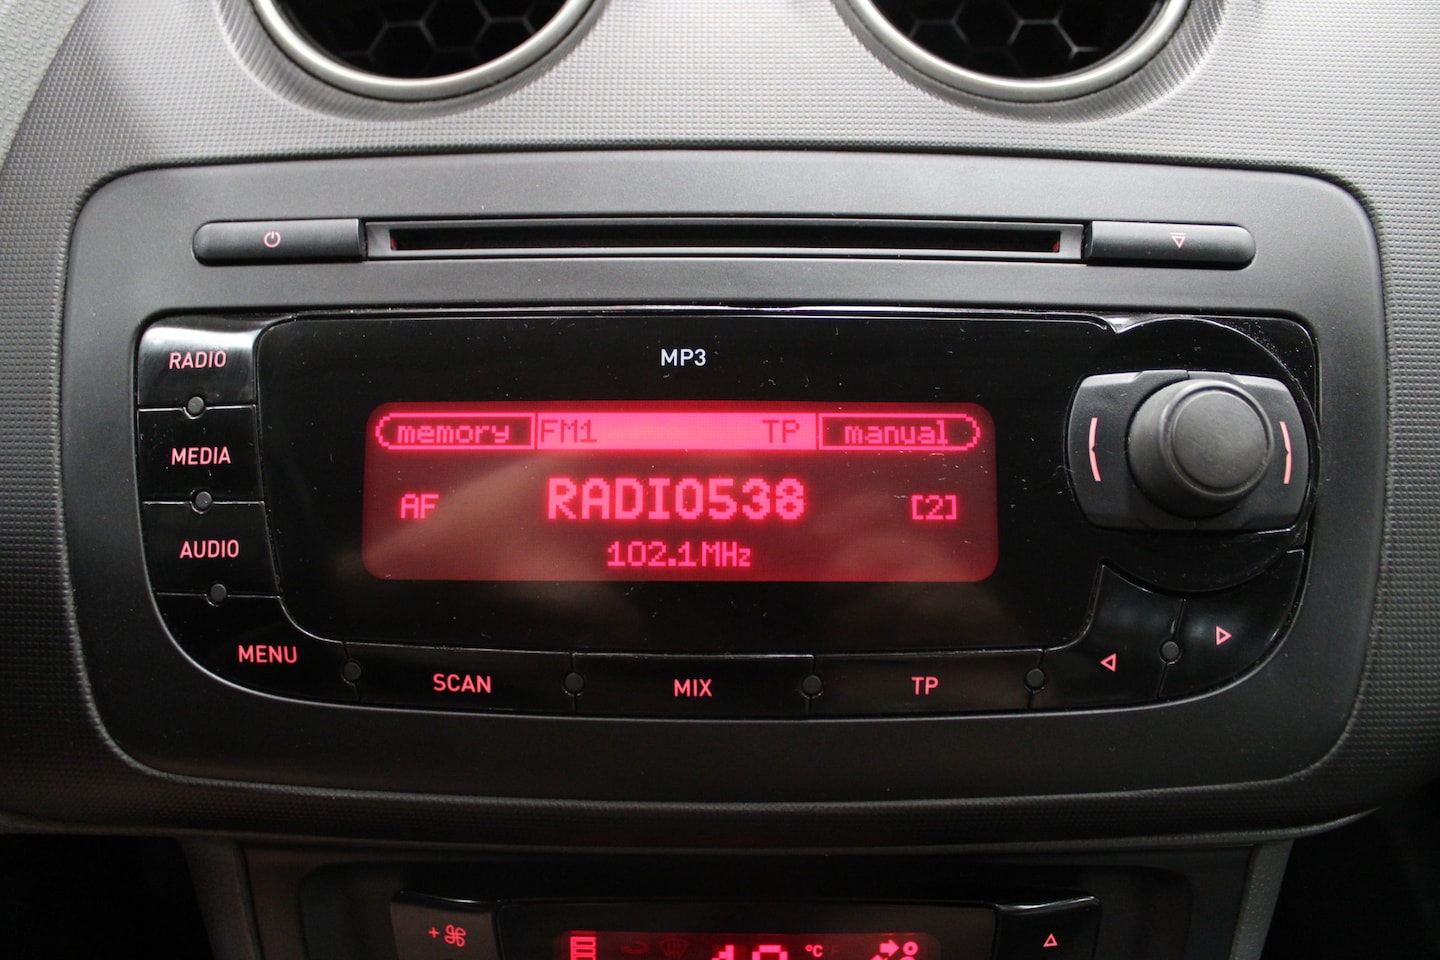 RADIO
MP3
memory FM1 TP manual
MEDIA
AF RADIO538 [2]
102.1MHz
AUDIO
MENU
SCAN
MIX
TP
+
°C